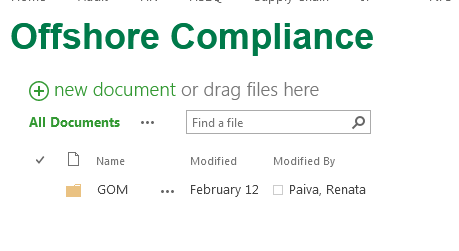 Offshore Compliance
new document or drag files here
All Documents ... Find a file
Name Modified Modified By
GOM ... February 12 Paiva, Renata